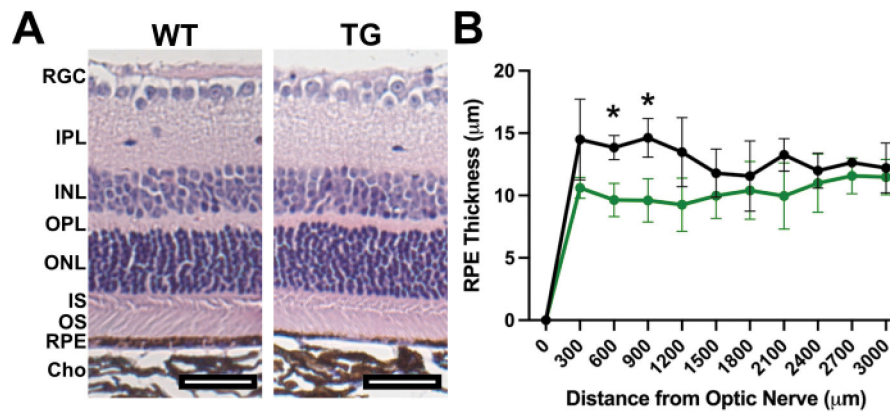 A
WT
TG
RGC
IPL
INL
OPL
ONL
IS
OS
RPE
Cho
B
RPE Thickness (μm)
20
15
10
5
0
* *
0 300 600 900 1200 1500 1800 2100 2400 2700 3000
Distance from Optic Nerve (μm)